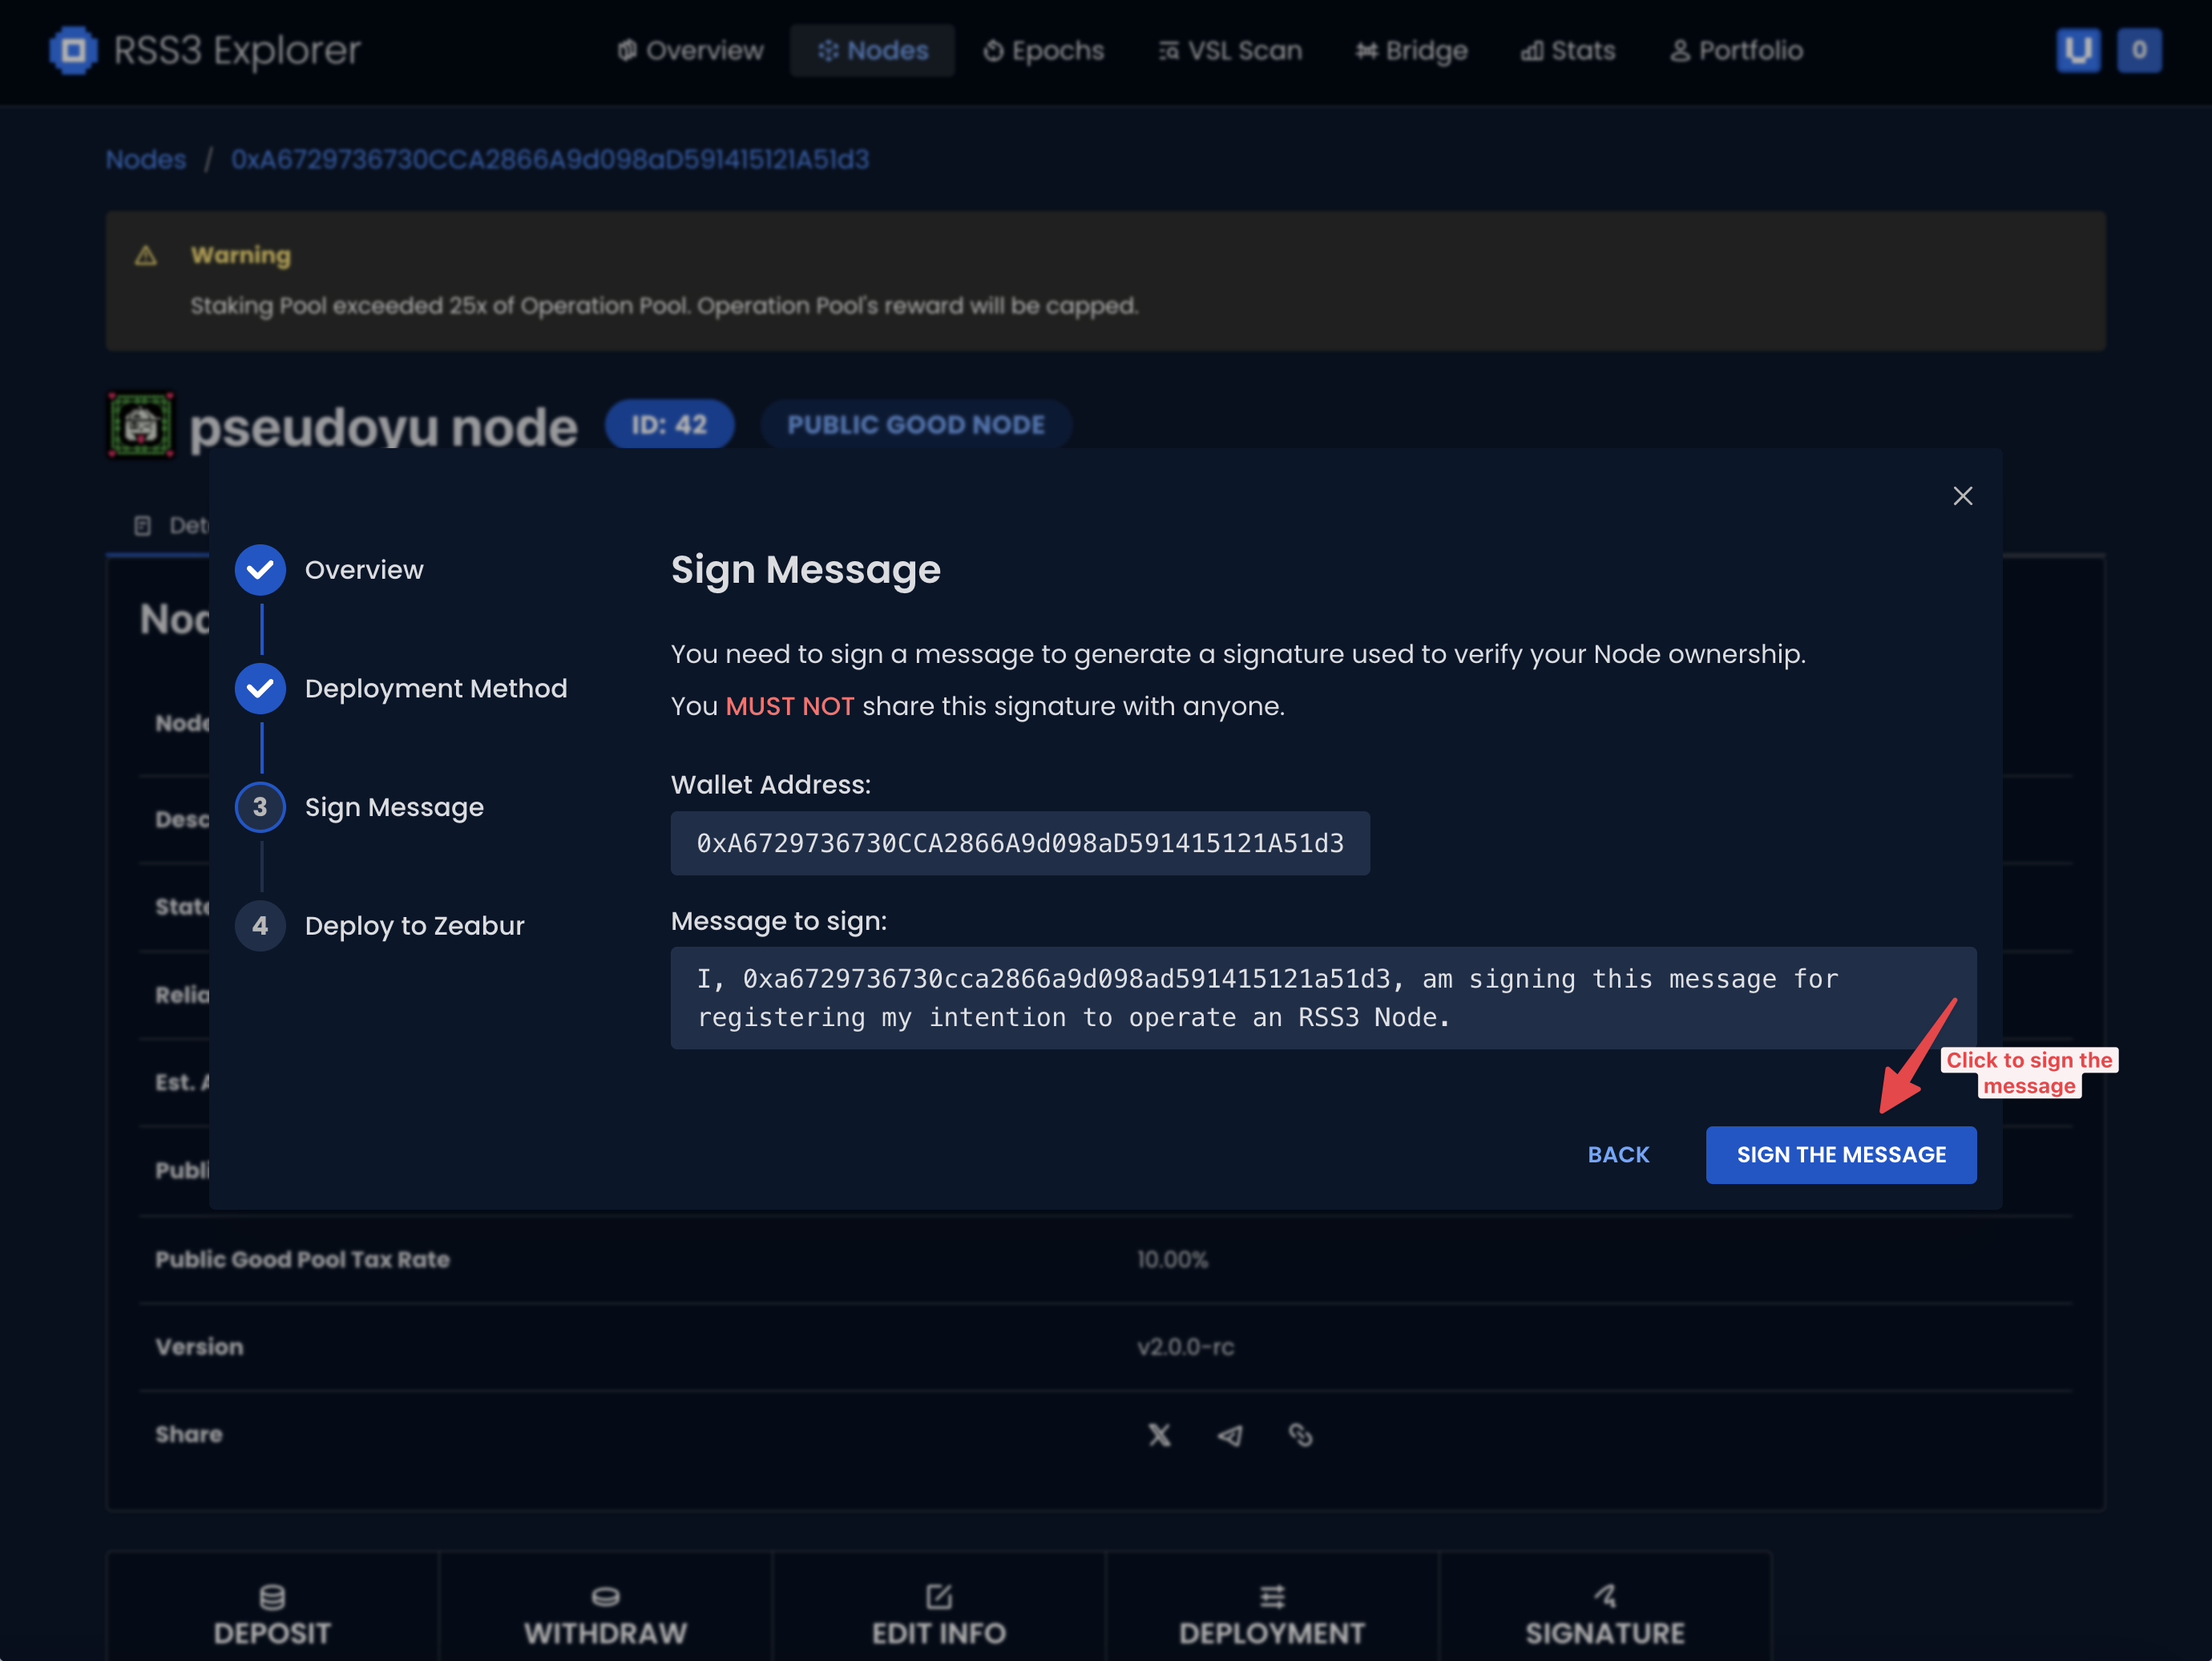 RSS3 Explorer
Overview
Nodes
Epochs
VSL Scan
Bridge
Stats
Portfolio
0
Nodes / 0xA6729736730CCA2866A9d098aD591415121A51d3
Warning
Staking Pool exceeded 25x of Operation Pool. Operation Pool's reward will be capped.
pseudoyu node
ID: 42
PUBLIC GOOD NODE
Sign Message
You need to sign a message to generate a signature used to verify your Node ownership.
You MUST NOT share this signature with anyone.
Overview
Deployment Method
3 Sign Message
4 Deploy to Zeabur
Wallet Address:
0xA6729736730CCA2866A9d098aD591415121A51d3
Message to sign:
I, 0xa6729736730cca2866a9d098ad591415121a51d3, am signing this message for
registering my intention to operate an RSS3 Node.
Click to sign the
message
BACK
SIGN THE MESSAGE
Node
State
Est.
Public Good Pool Tax Rate
10.00%
Version
v2.0.0-rc
Share
DEPOSIT
WITHDRAW
EDIT INFO
DEPLOYMENT
SIGNATURE